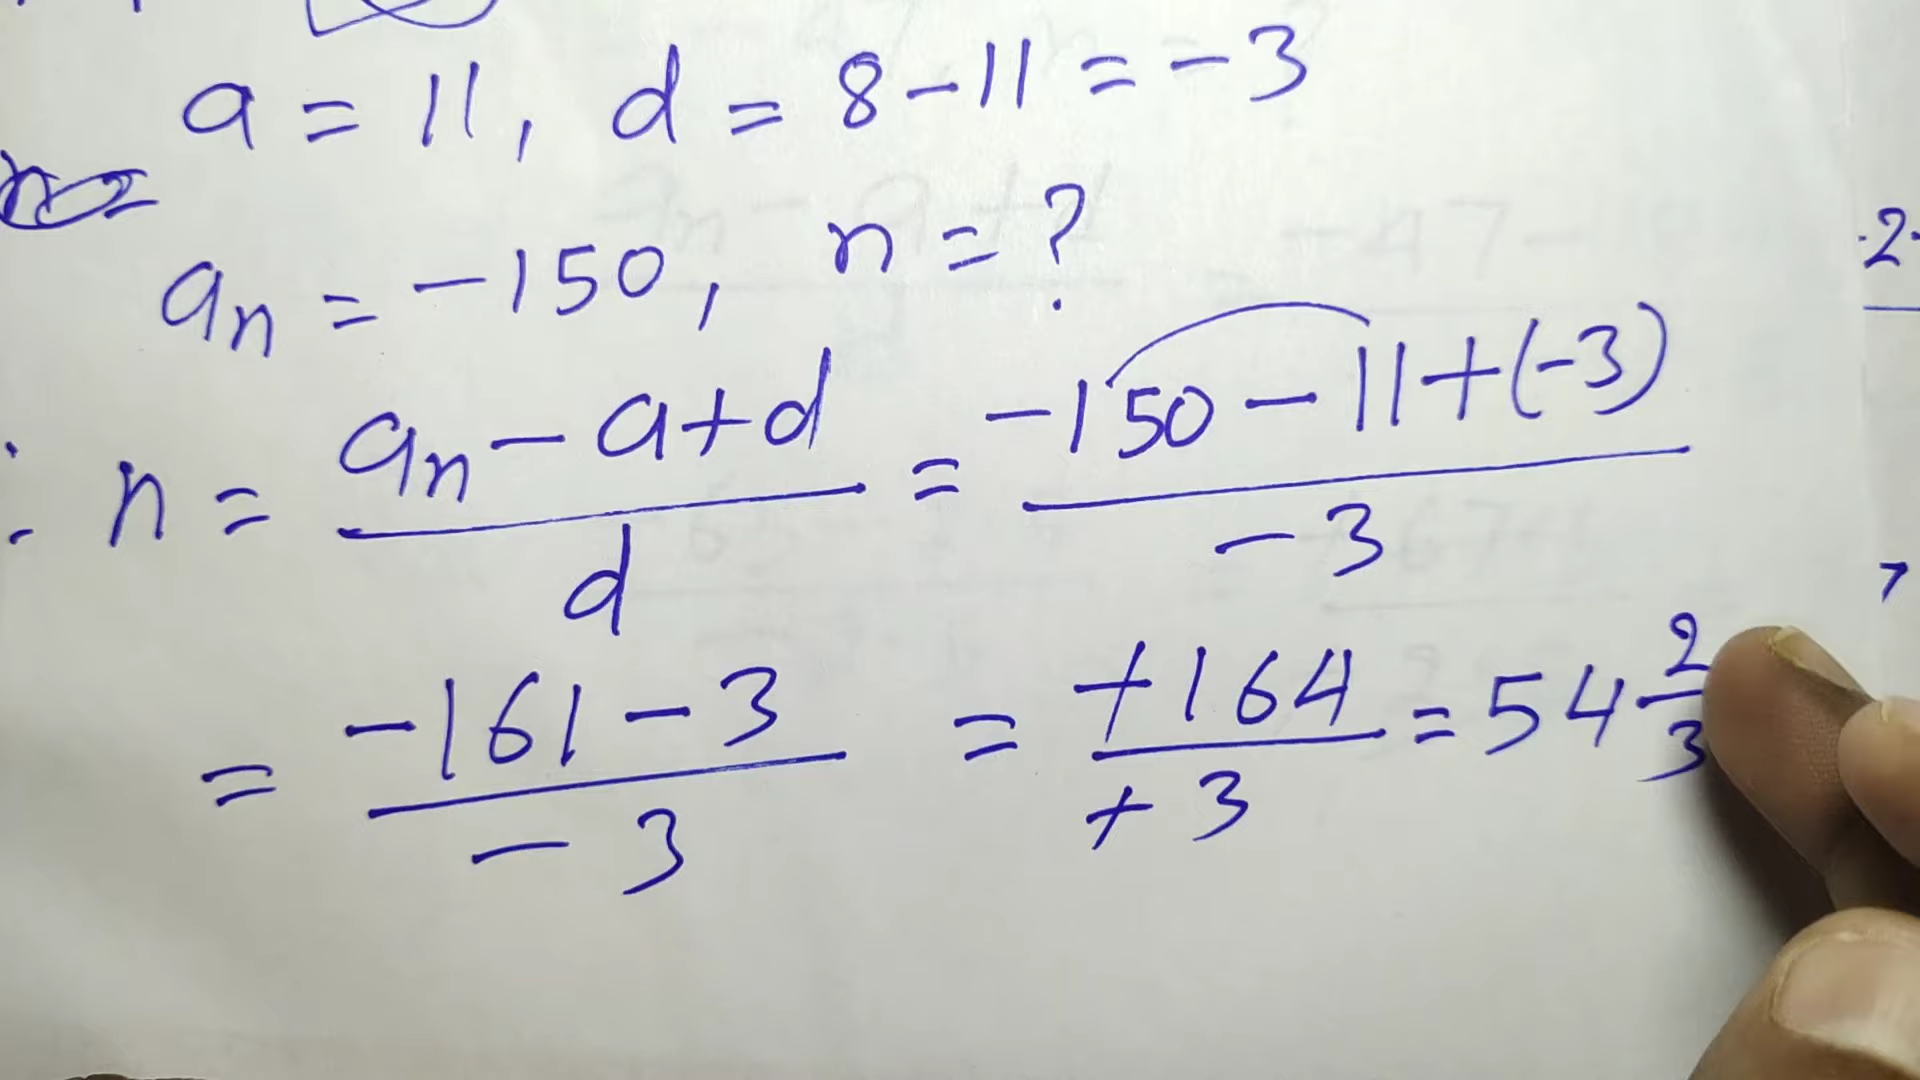 a = 11, d = 8 - 11 = -3
aₙ = -150, n = ?
∴ n = (aₙ - a + d)/d = (-150 - 11 + (-3))/-3
= (-161 - 3)/-3 = +164/+3 = 54 2/3